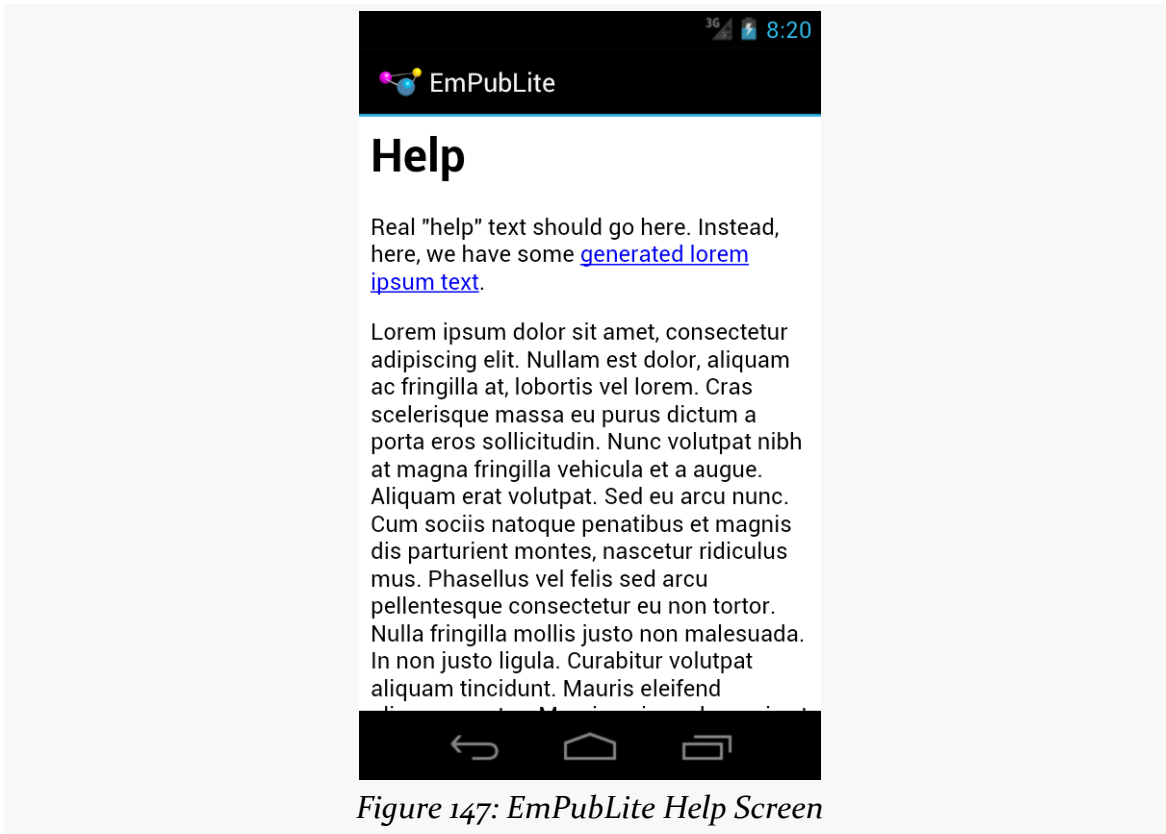 3G 8:20
EmPubLite
Help
Real "help" text should go here. Instead,
here, we have some generated lorem
ipsum text.
Lorem ipsum dolor sit amet, consectetur
adipiscing elit. Nullam est dolor, aliquam
ac fringilla at, lobortis vel lorem. Cras
scelerisque massa eu purus dictum a
porta eros sollicitudin. Nunc volutpat nibh
at magna fringilla vehicula et a augue.
Aliquam erat volutpat. Sed eu arcu nunc.
Cum sociis natoque penatibus et magnis
dis parturient montes, nascetur ridiculus
mus. Phasellus vel felis sed arcu
pellentesque consectetur eu non tortor.
Nulla fringilla mollis justo non malesuada.
In non justo ligula. Curabitur volutpat
aliquam tincidunt. Mauris eleifend
Figure 147: EmPubLite Help Screen